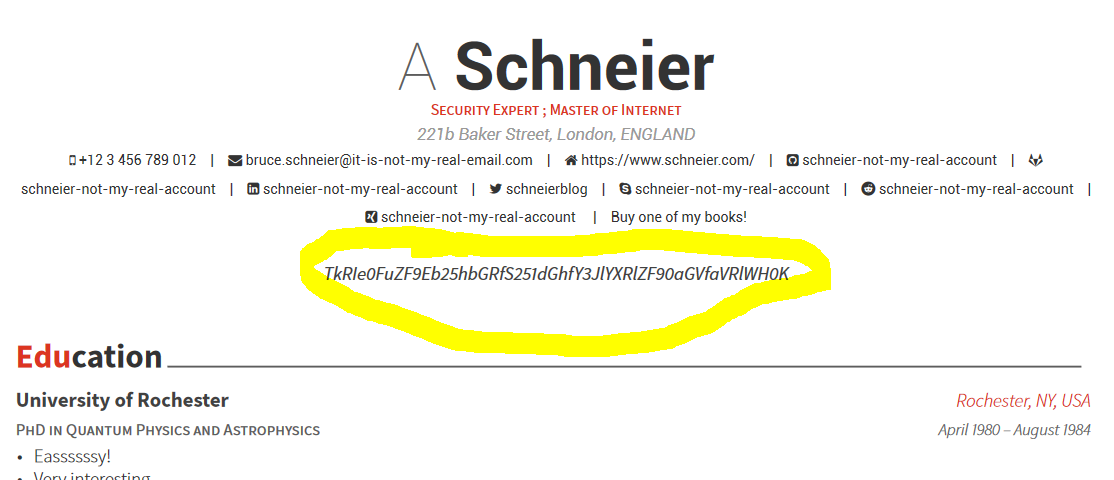 A Schneier
Security Expert ; Master of Internet
221b Baker Street, London, ENGLAND
+12 3 456 789 012 | bruce.schneier@it-is-not-my-real-email.com | https://www.schneier.com/ | schneier-not-my-real-account |
schneier-not-my-real-account | schneier-not-my-real-account | schneierblog | schneier-not-my-real-account | schneier-not-my-real-account |
schneier-not-my-real-account | Buy one of my books!
TkRIe0FuZF9Eb25hbGRfS251dGhfY3JlYXRlZF90aGVfaVRlWH0K
Education
University of Rochester Rochester, NY, USA
PhD in Quantum Physics and Astrophysics April 1980 – August 1984
• Eassssssy!
• Very interesting